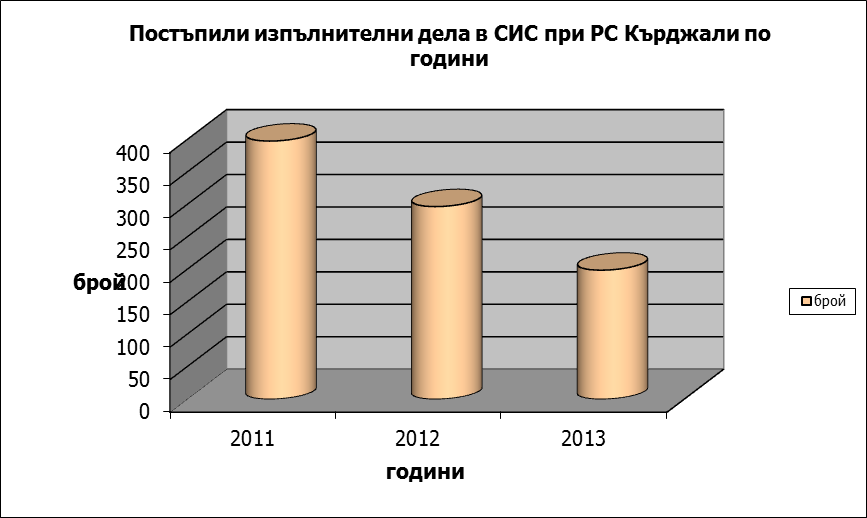 Постъпили изпълнителни дела в СИС при РС Кърджали по
години
400
350
300
250
200
150
100
50
0
брой
2011 2012 2013
години
брой